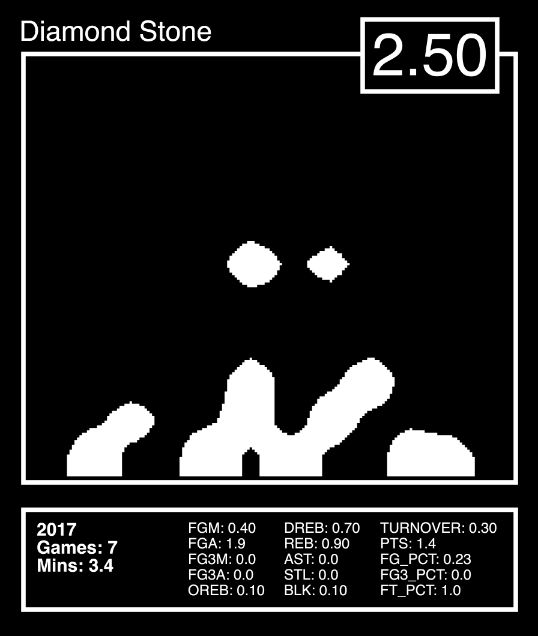 Diamond Stone
2.50
2017
Games: 7
Mins: 3.4
FGM: 0.40
FGA: 1.9
FG3M: 0.0
FG3A: 0.0
OREB: 0.10
DREB: 0.70
REB: 0.90
AST: 0.0
STL: 0.0
BLK: 0.10
TURNOVER: 0.30
PTS: 1.4
FG_PCT: 0.23
FG3_PCT: 0.0
FT_PCT: 1.0